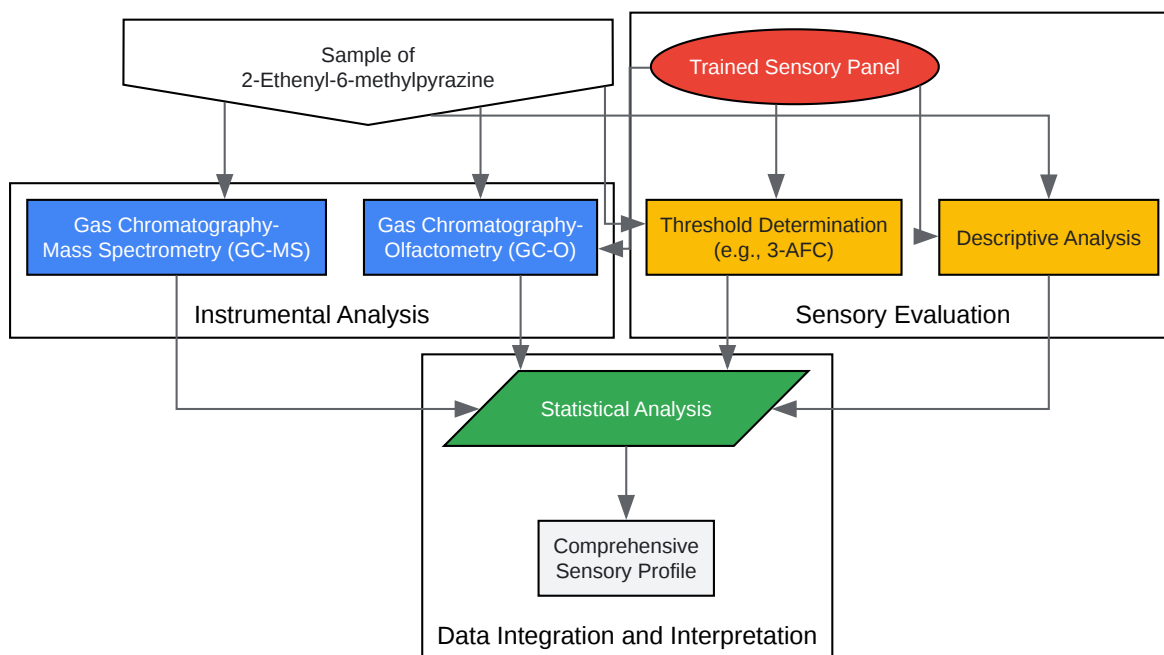 Sample of
2-Ethenyl-6-methylpyrazine
Trained Sensory Panel
Gas Chromatography-
Mass Spectrometry (GC-MS)
Gas Chromatography-
Olfactometry (GC-O)
Threshold Determination
(e.g., 3-AFC)
Descriptive Analysis
Instrumental Analysis
Sensory Evaluation
Statistical Analysis
Comprehensive
Sensory Profile
Data Integration and Interpretation